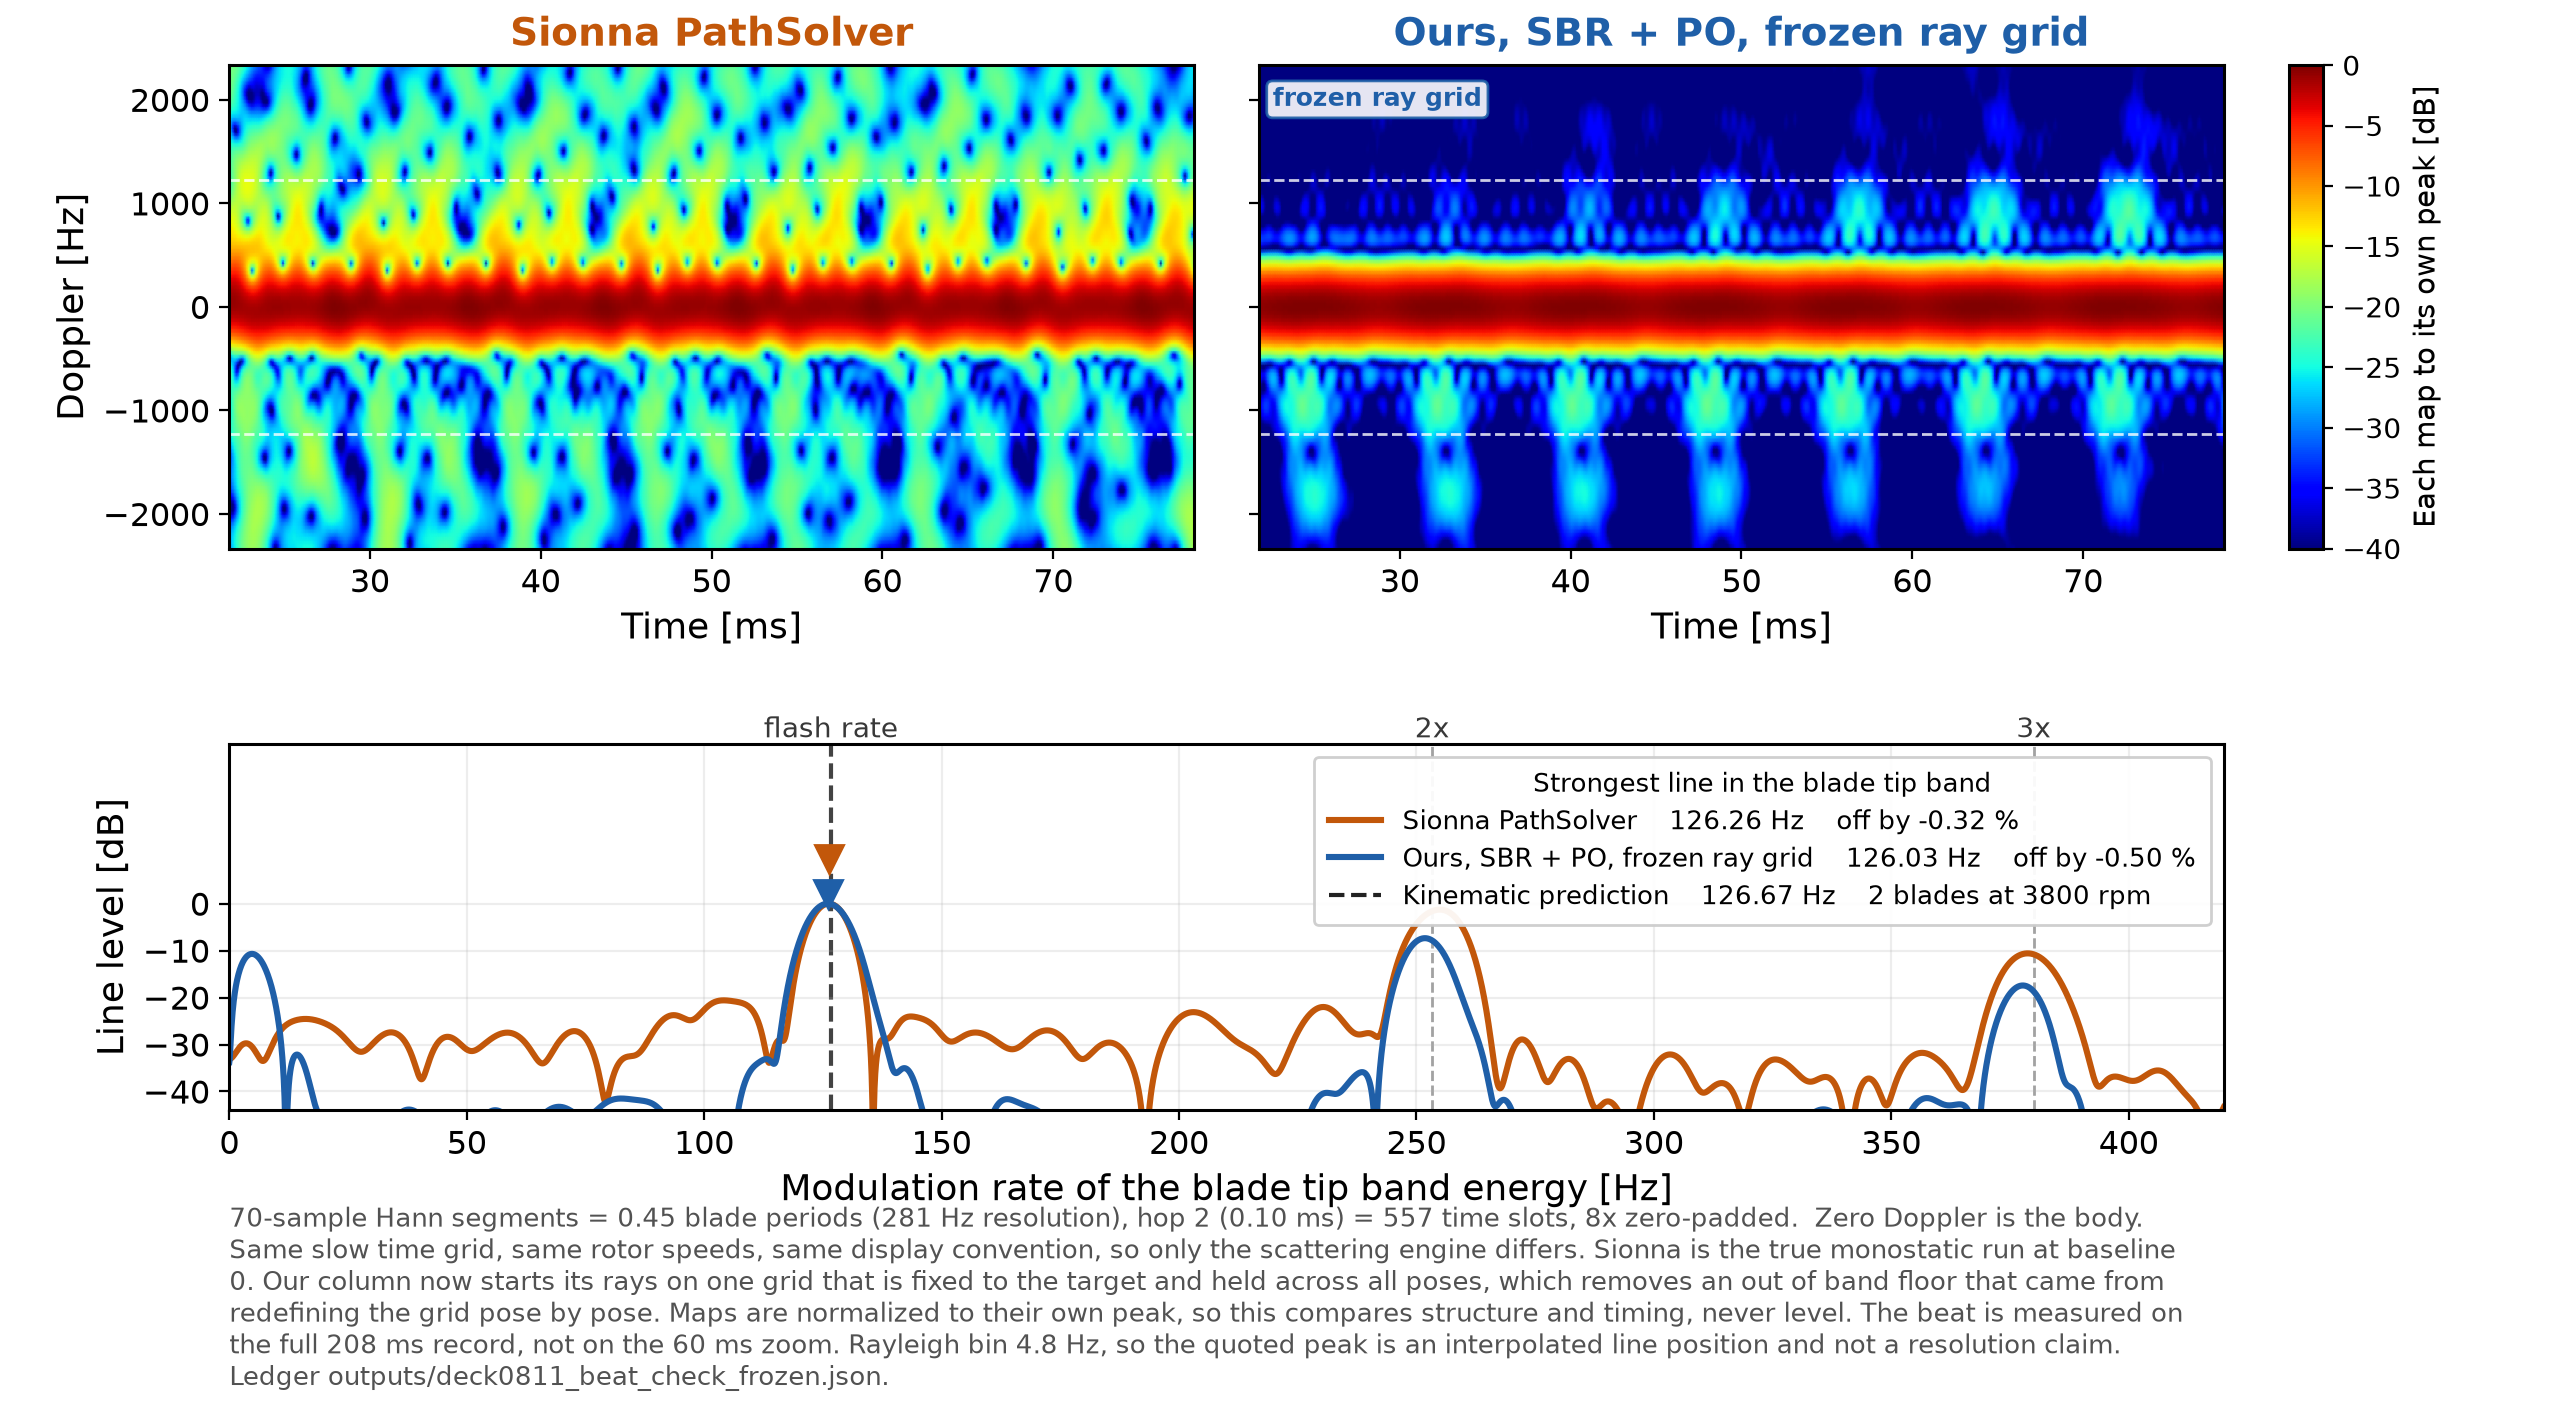 Sionna PathSolver
Ours, SBR + PO, frozen ray grid
frozen ray grid
2000
1000
0
−1000
−2000
Doppler [Hz]
30
40
50
60
70
Time [ms]
30
40
50
60
70
Time [ms]
0
−5
−10
−15
−20
−25
−30
−35
−40
Each map to its own peak [dB]
flash rate
2x
3x
Strongest line in the blade tip band
Sionna PathSolver 126.26 Hz off by -0.32 %
Ours, SBR + PO, frozen ray grid 126.03 Hz off by -0.50 %
Kinematic prediction 126.67 Hz 2 blades at 3800 rpm
0
−10
−20
−30
−40
Line level [dB]
0
50
100
150
200
250
300
350
400
Modulation rate of the blade tip band energy [Hz]
70-sample Hann segments = 0.45 blade periods (281 Hz resolution), hop 2 (0.10 ms) = 557 time slots, 8x zero-padded.  Zero Doppler is the body.
Same slow time grid, same rotor speeds, same display convention, so only the scattering engine differs. Sionna is the true monostatic run at baseline
0. Our column now starts its rays on one grid that is fixed to the target and held across all poses, which removes an out of band floor that came from
redefining the grid pose by pose. Maps are normalized to their own peak, so this compares structure and timing, never level. The beat is measured on
the full 208 ms record, not on the 60 ms zoom. Rayleigh bin 4.8 Hz, so the quoted peak is an interpolated line position and not a resolution claim.
Ledger outputs/deck0811_beat_check_frozen.json.